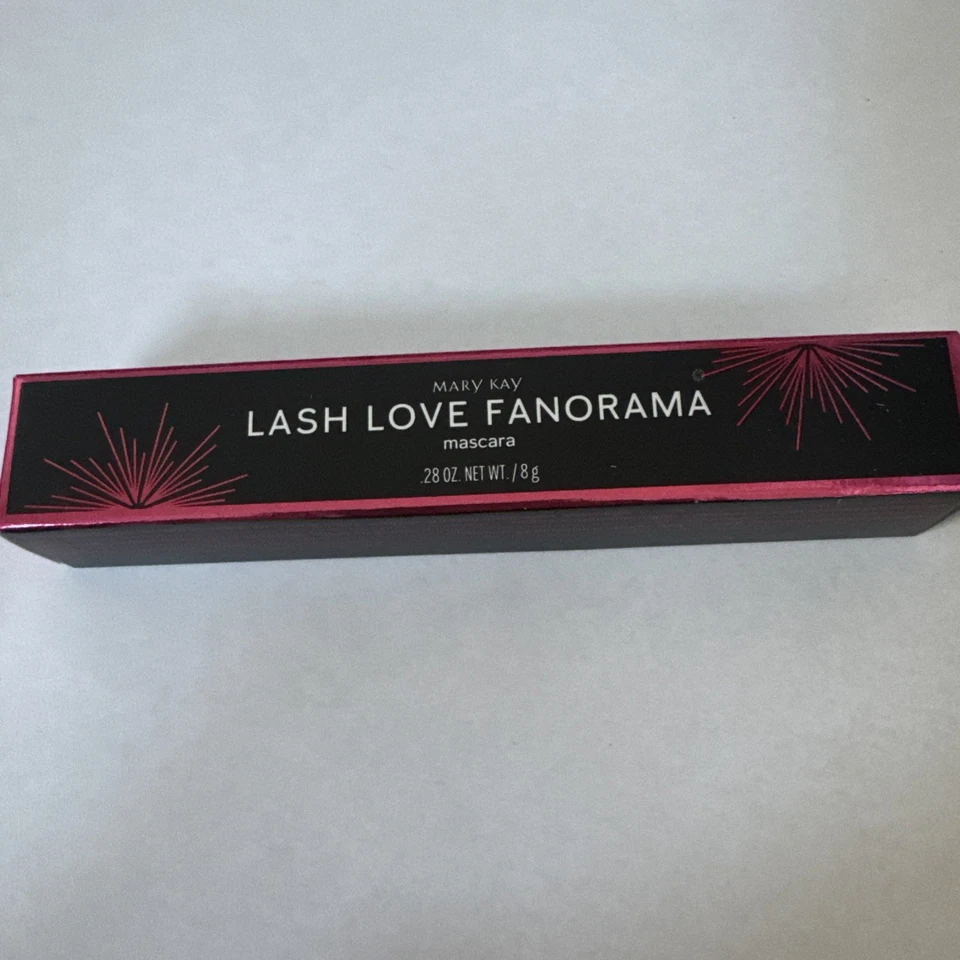 MARY KAY
LASH LOVE FANORAMA
mascara
.28 OZ. NET WT. / 8 g